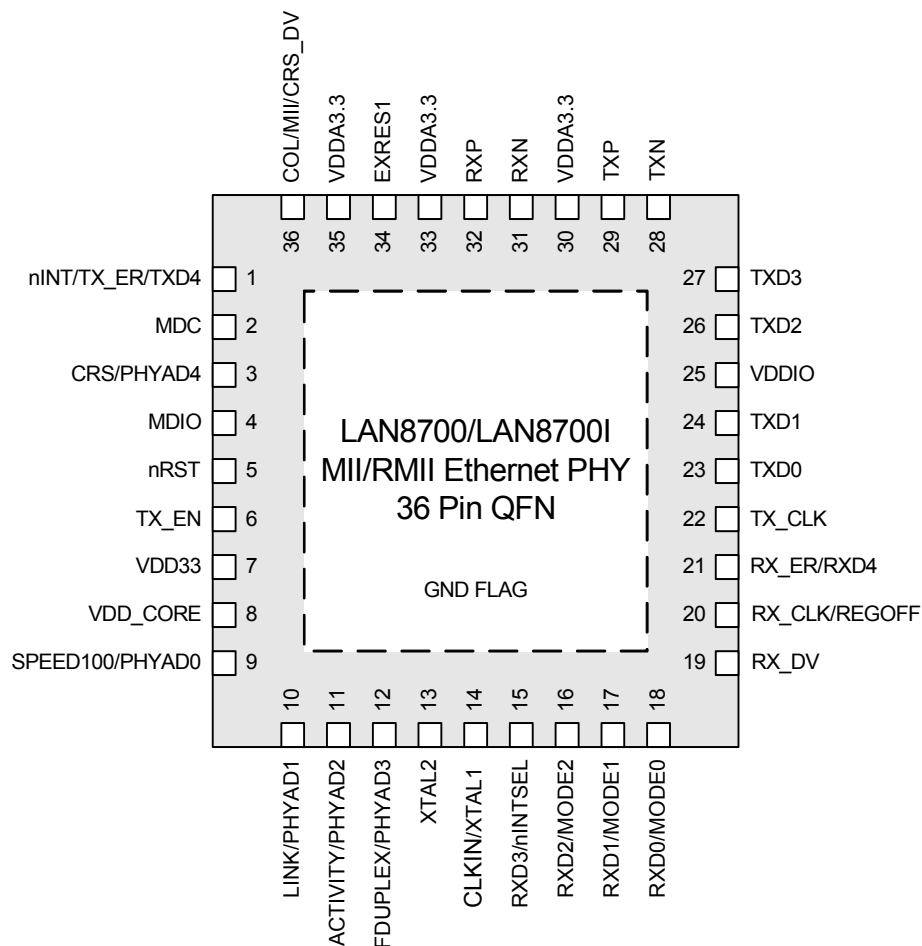 COL/MII/CRS_DV
VDDA3.3
EXRES1
VDDA3.3
RXP
RXN
VDDA3.3
TXP
TXN
36
35
34
33
32
31
30
29
28
nINT/TX_ER/TXD4 1
MDC 2
CRS/PHYAD4 3
MDIO 4
nRST 5
TX_EN 6
VDD33 7
VDD_CORE 8
SPEED100/PHYAD0 9
LAN8700/LAN8700I
MII/RMII Ethernet PHY
36 Pin QFN
GND FLAG
27 TXD3
26 TXD2
25 VDDIO
24 TXD1
23 TXD0
22 TX_CLK
21 RX_ER/RXD4
20 RX_CLK/REGOFF
19 RX_DV
10
11
12
13
14
15
16
17
18
LINK/PHYAD1
ACTIVITY/PHYAD2
FDUPLEX/PHYAD3
XTAL2
CLKIN/XTAL1
RXD3/nINTSEL
RXD2/MODE2
RXD1/MODE1
RXD0/MODE0